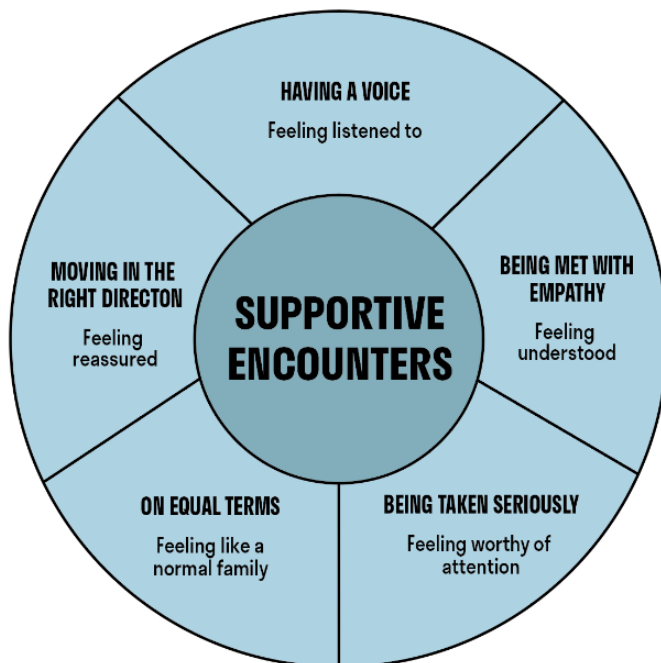 HAVING A VOICE
Feeling listened to
BEING MET WITH
EMPATHY
Feeling
understood
BEING TAKEN SERIOUSLY
Feeling worthy of
attention
ON EQUAL TERMS
Feeling like a
normal family
MOVING IN THE
RIGHT DIRECTON
Feeling
reassured
SUPPORTIVE
ENCOUNTERS